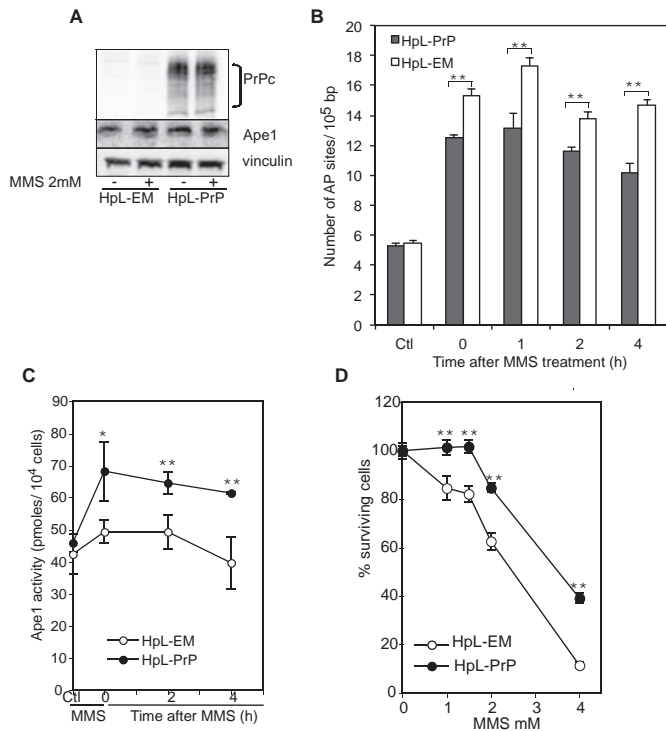 A
PrPc
Ape1
vinculin
MMS 2mM - + - +
HpL-EM HpL-PrP
B
HpL-PrP
HpL-EM
Number of AP sites/ 10⁵ bp
20
18
16
14
12
10
8
6
4
2
0
** ** ** **
Ctl 0 1 2 4
Time after MMS treatment (h)
C
Ape1 activity (pmoles/ 10⁴ cells)
90
80
70
60
50
40
30
20
10
0
* ** **
HpL-EM
HpL-PrP
Ctl 0 2 4
MMS Time after MMS (h)
D
% surviving cells
120
100
80
60
40
20
0
** ** ** **
HpL-EM
HpL-PrP
0 1 2 3 4
MMS mM